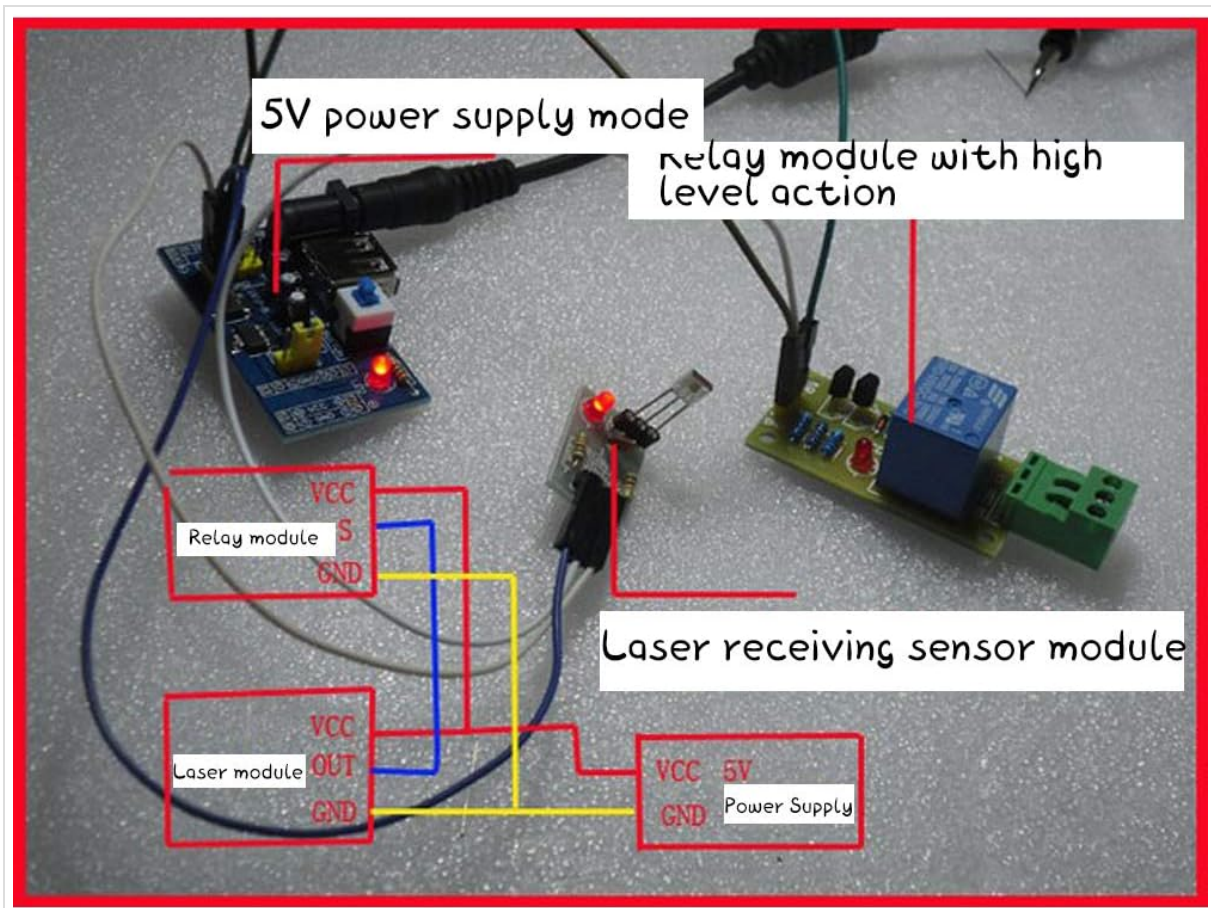 5V power supply mode
Relay module with high
level action
VCC
Relay module S
GND
Laser receiving sensor module
VCC
Laser module OUT
GND
VCC 5V
Power Supply
GND